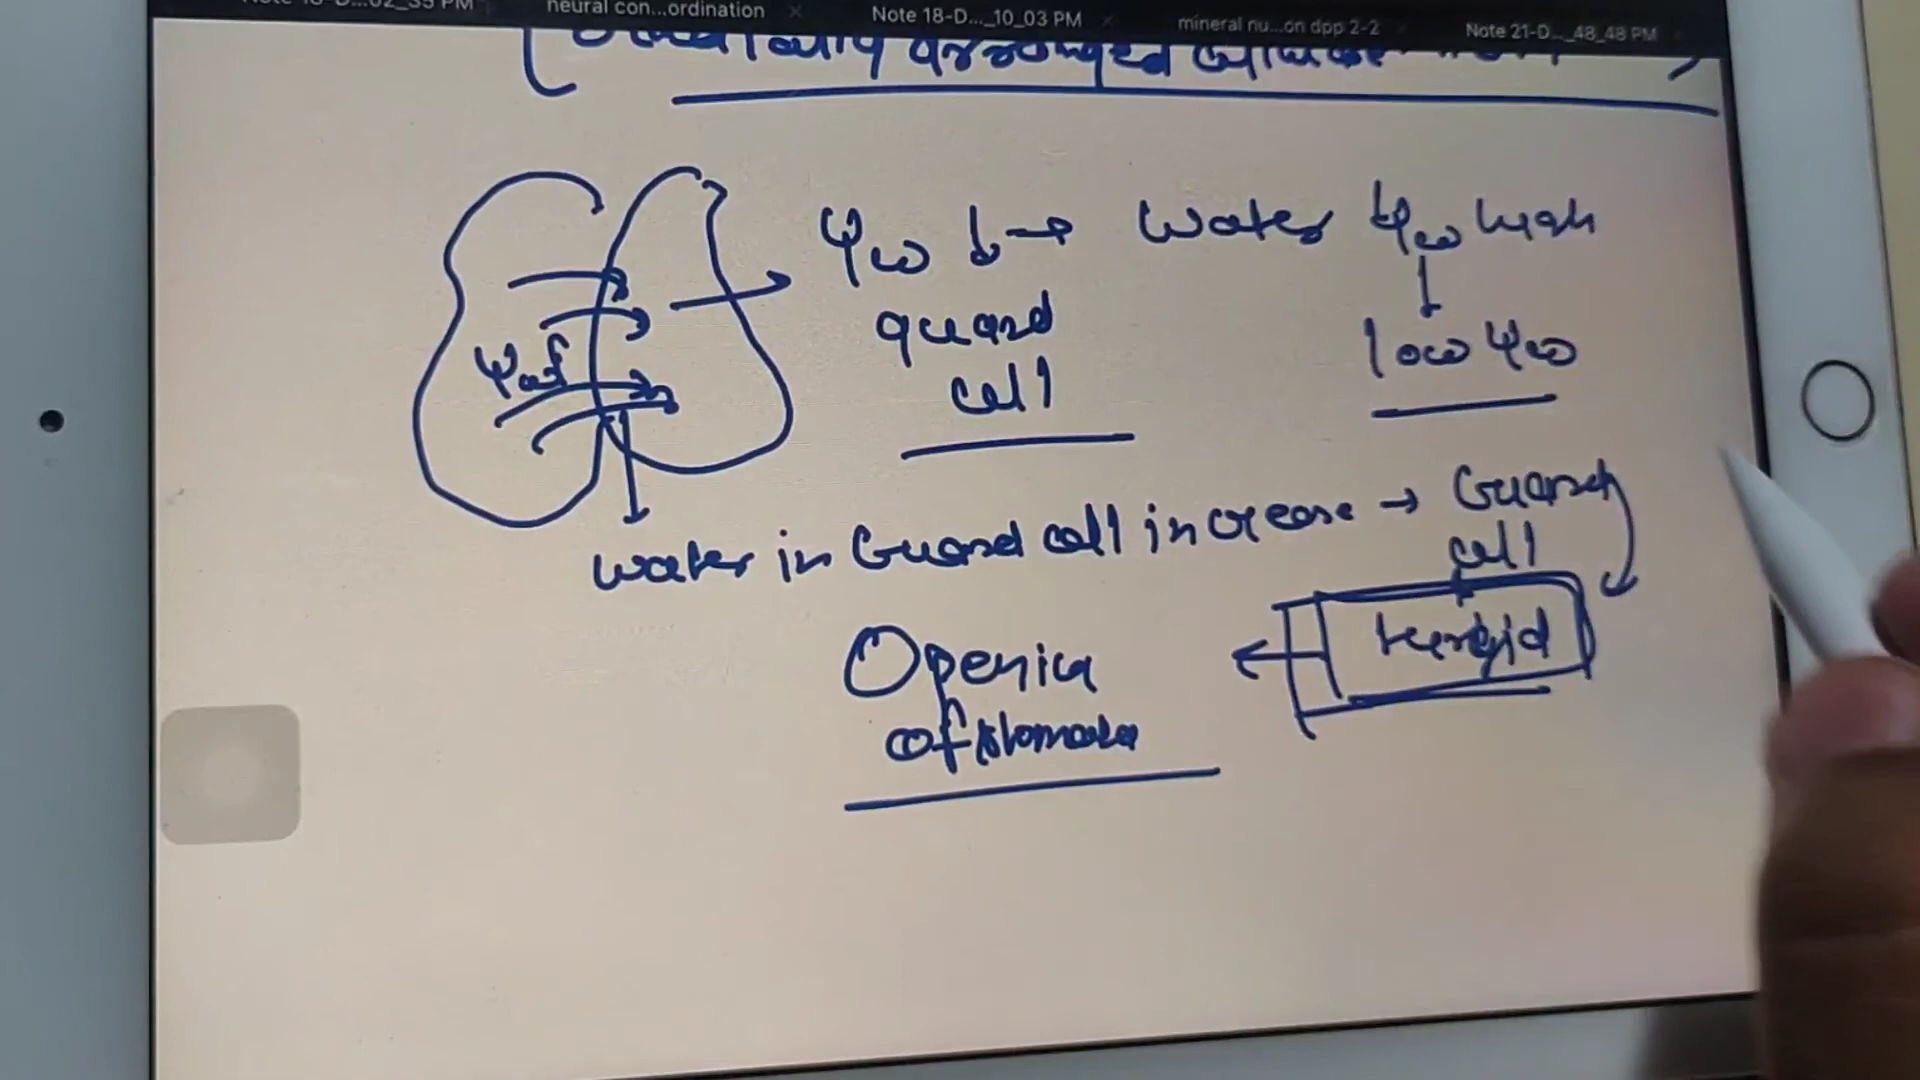 neural con...ordination
Note 18-D..._10_03 PM
mineral nu...on dpp 2-2
Note 21-D..._48_48 PM
arranged
Ψw ↓ → Water Ψw high
↓
guard
low Ψw
cell
Ψw↑
water in Guard cell increase → Guard
cell
turgid
←
Opening
of stomata